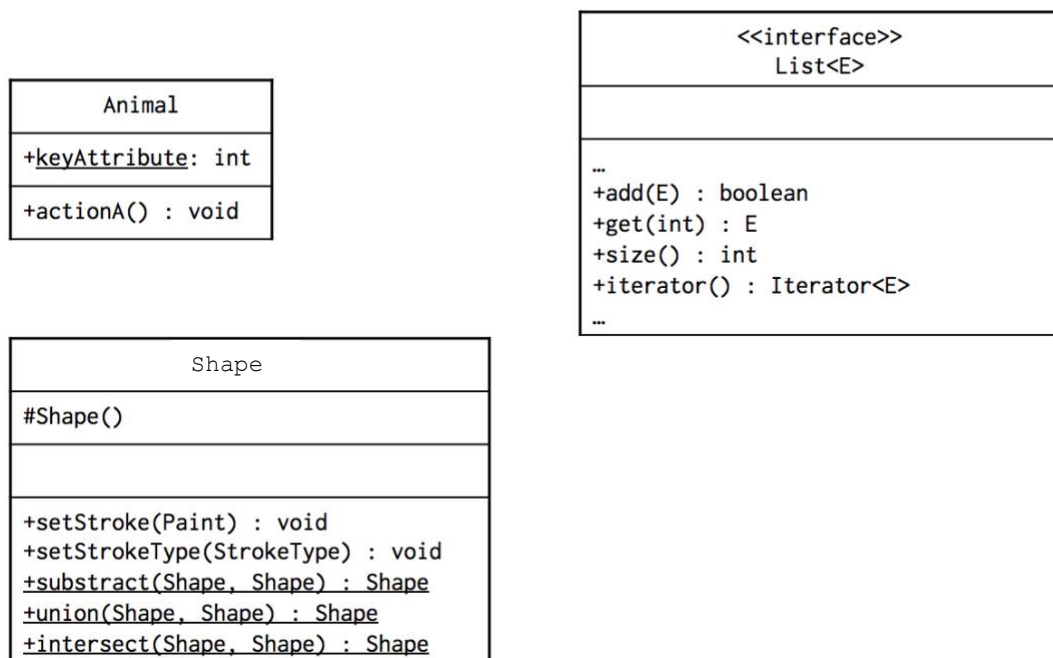 Animal
+keyAttribute: int
+actionA() : void
<<interface>>
List<E>
…
+add(E) : boolean
+get(int) : E
+size() : int
+iterator() : Iterator<E>
…
Shape
#Shape()
+setStroke(Paint) : void
+setStrokeType(StrokeType) : void
+substract(Shape, Shape) : Shape
+union(Shape, Shape) : Shape
+intersect(Shape, Shape) : Shape